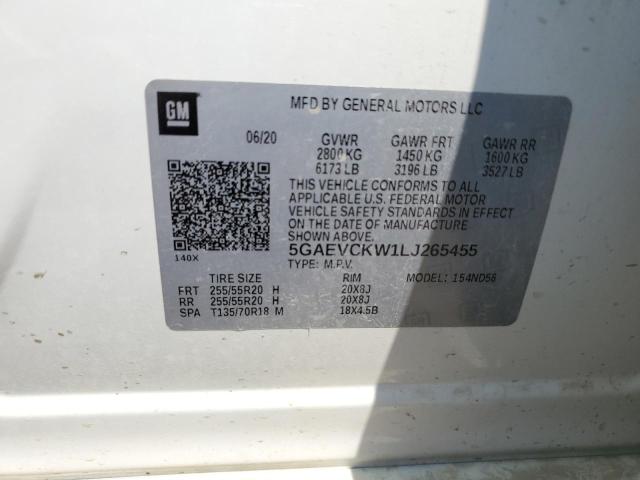 GM
MFD BY GENERAL MOTORS LLC
06/20 GVWR GAWR FRT GAWR RR
2800 KG 1450 KG 1600 KG
6173 LB 3196 LB 3527 LB
THIS VEHICLE CONFORMS TO ALL
APPLICABLE U.S. FEDERAL MOTOR
VEHICLE SAFETY STANDARDS IN EFFECT
ON THE DATE OF MANUFACTURE
SHOWN ABOVE.
140X
5GAEVCKW1LJ265455
TYPE: M.P.V. MODEL: 154ND56
TIRE SIZE RIM
FRT 255/55R20 H 20X8J
RR 255/55R20 H 20X8J
SPA T135/70R18 M 18X4.5B